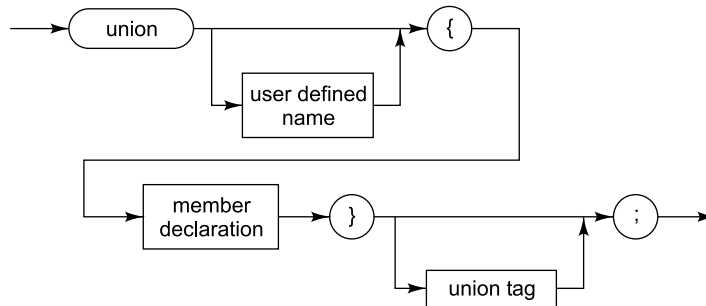 union
{
user defined
name
member
declaration
}
;
union tag